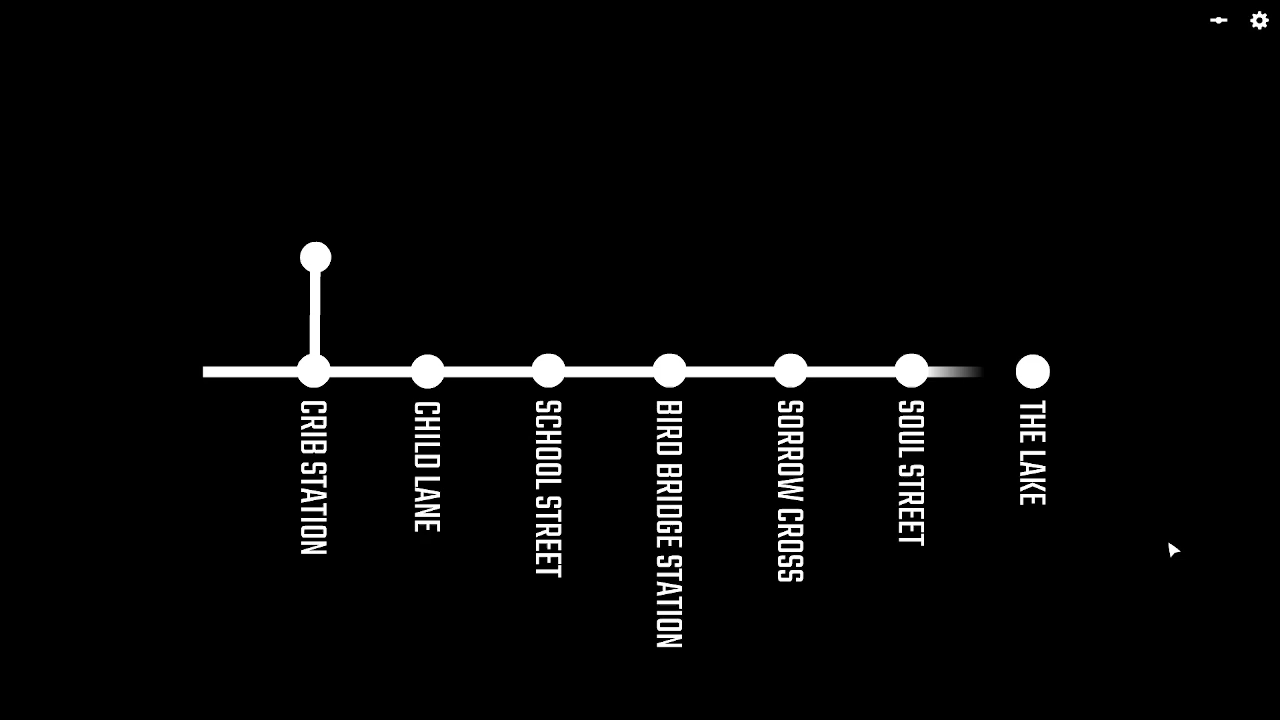 CRIB STATION
CHILD LANE
SCHOOL STREET
BIRD BRIDGE STATION
SORROW CROSS
SOUL STREET
THE LAKE